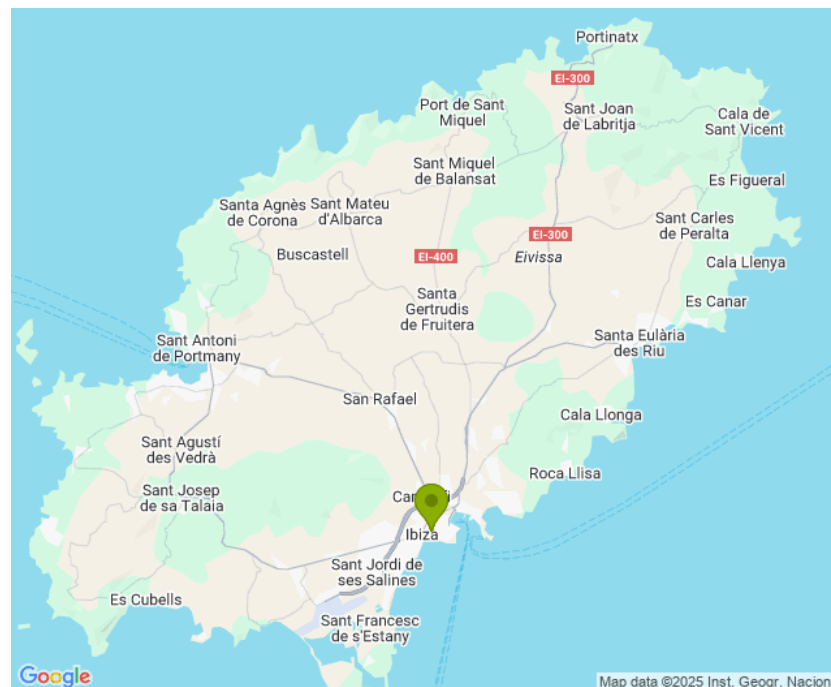 Portinatx
EI-300
Port de Sant
Miquel
Sant Joan
de Labritja
Cala de
Sant Vicent
Sant Miquel
de Balansat
Es Figueral
Santa Agnès
de Corona
Sant Mateu
d'Albarca
Sant Carles
de Peralta
EI-300
Buscastell
EI-400
Eivissa
Cala Llenya
Santa
Gertrudis
de Fruitera
Es Canar
Sant Antoni
de Portmany
Santa Eulària
des Riu
San Rafael
Cala Llonga
Sant Agustí
des Vedrà
Roca Llisa
Sant Josep
de sa Talaia
Ibiza
Sant Jordi de
ses Salines
Es Cubells
Sant Francesc
de s'Estany
Google
Map data ©2025 Inst. Geogr. Nacion